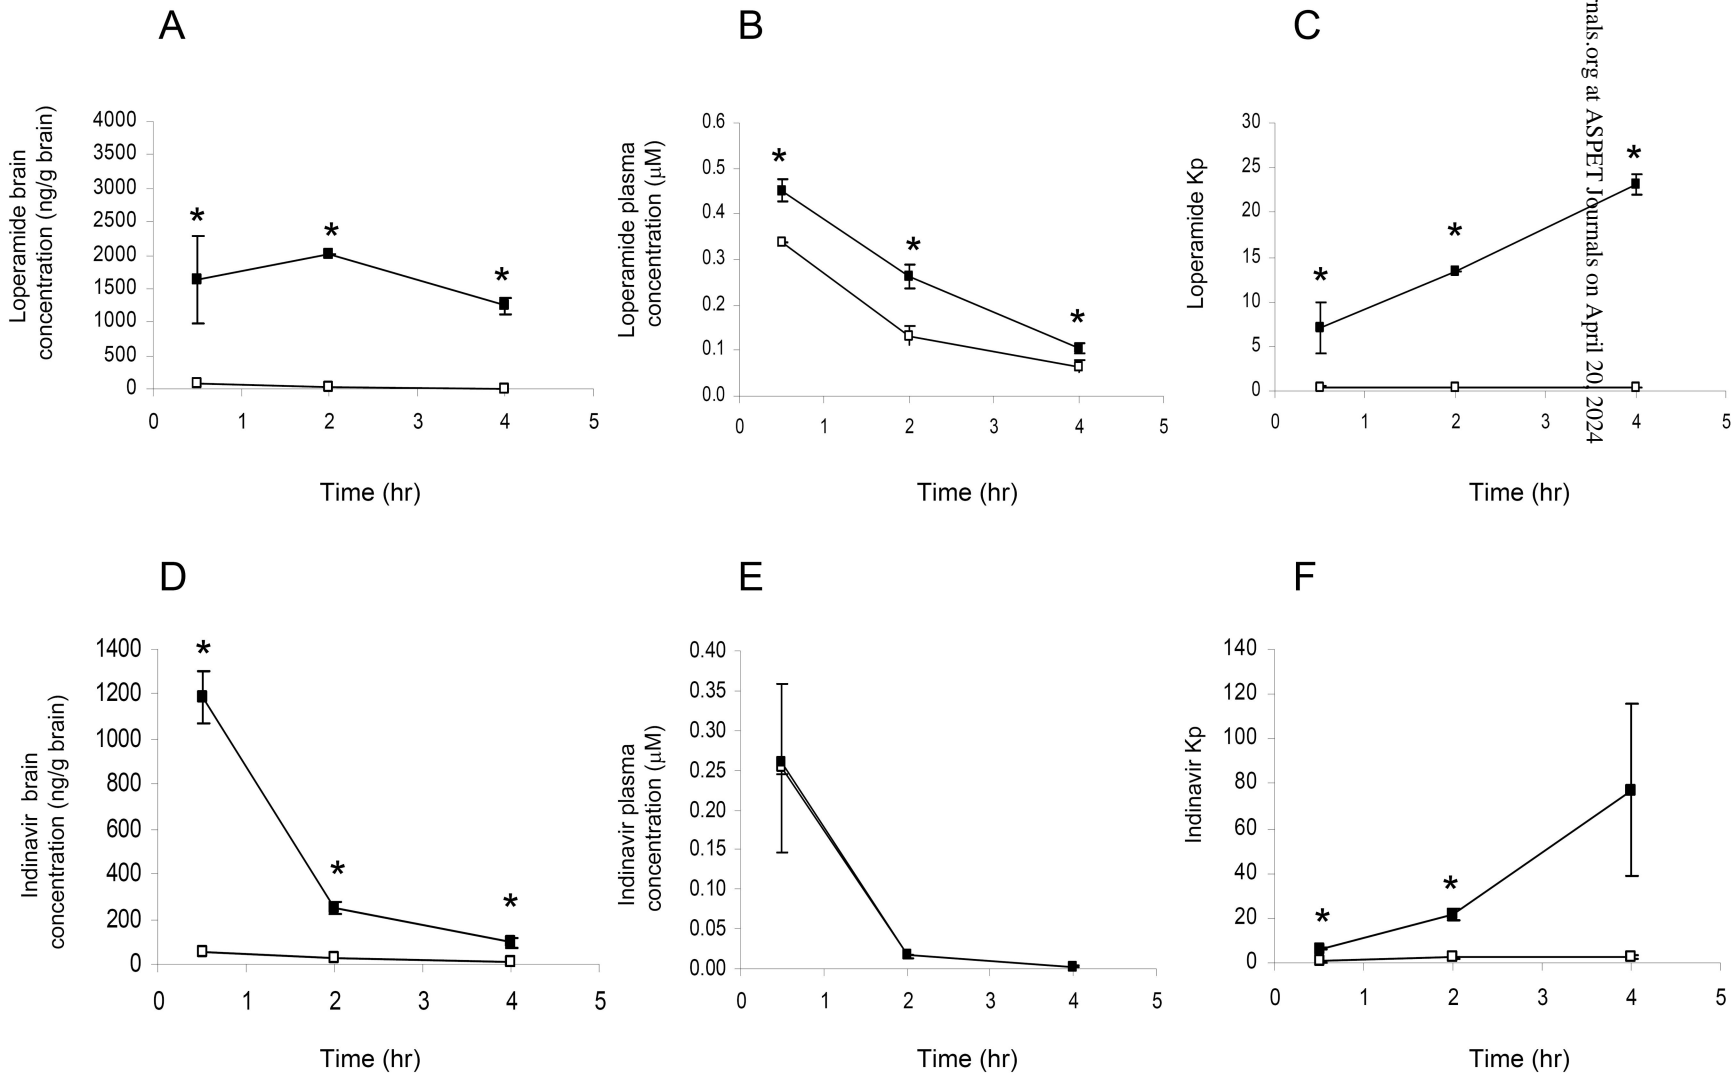 A
Loperamide brain
concentration (ng/g brain)
4000
3500
3000
2500
2000
1500
1000
500
0
*
*
*
0 1 2 3 4 5
Time (hr)
B
Loperamide plasma
concentration (μM)
0.6
0.5
0.4
0.3
0.2
0.1
0.0
*
*
*
0 1 2 3 4 5
Time (hr)
C
Loperamide Kp
30
25
20
15
10
5
0
*
*
*
0 1 2 3 4 5
Time (hr)
rnals.org at ASPET Journals on April 20, 2024
D
Indinavir brain
concentration (ng/g brain)
1400
1200
1000
800
600
400
200
0
*
*
*
0 1 2 3 4 5
Time (hr)
E
Indinavir plasma
concentration (μM)
0.40
0.35
0.30
0.25
0.20
0.15
0.10
0.05
0.00
0 1 2 3 4 5
Time (hr)
F
Indinavir Kp
140
120
100
80
60
40
20
0
*
*
0 1 2 3 4 5
Time (hr)